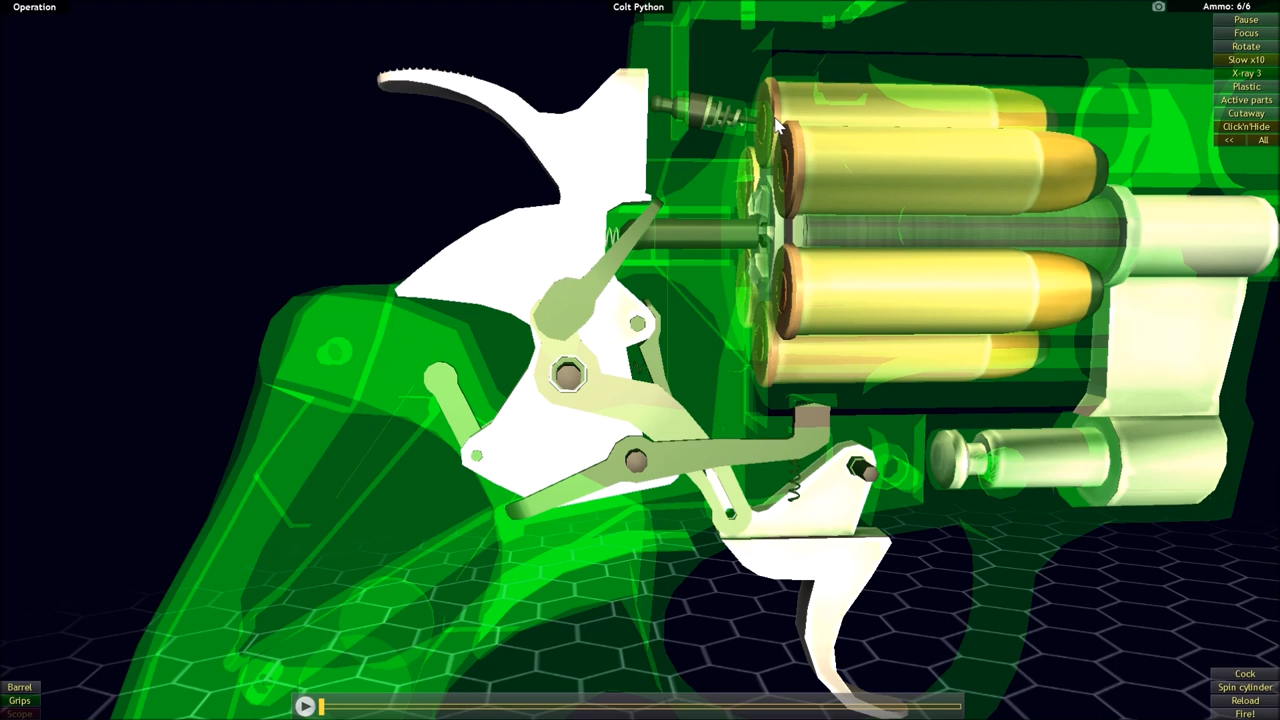 Operation
Colt Python
Ammo: 6/6
Pause
Focus
Rotate
Slow x10
X-ray 3
Plastic
Active parts
Cutaway
Click'n'Hide
<< All
Barrel
Grips
Scope
Cock
Spin cylinder
Reload
Fire!